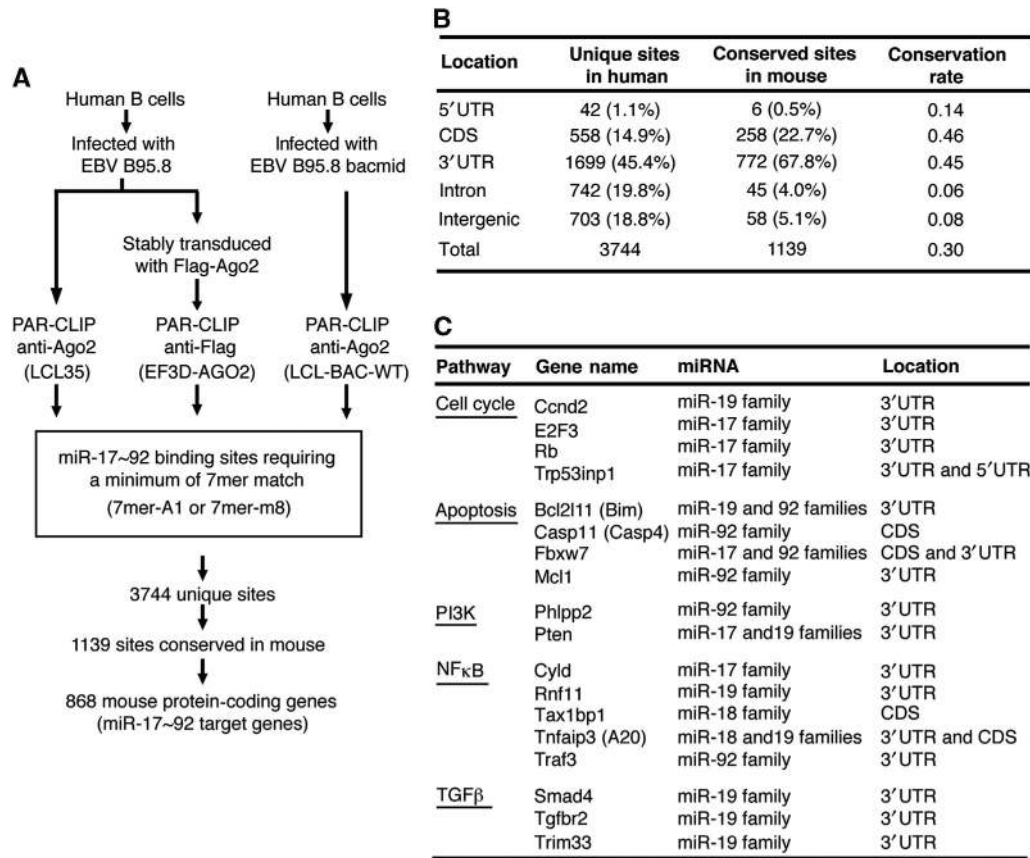 A
Human B cells
Human B cells
Infected with
EBV B95.8
Infected with
EBV B95.8 bacmid
Stably transduced
with Flag-Ago2
PAR-CLIP
anti-Ago2
(LCL35)
PAR-CLIP
anti-Flag
(EF3D-AGO2)
PAR-CLIP
anti-Ago2
(LCL-BAC-WT)
miR-17~92 binding sites requiring
a minimum of 7mer match
(7mer-A1 or 7mer-m8)
3744 unique sites
1139 sites conserved in mouse
868 mouse protein-coding genes
(miR-17~92 target genes)
B
Location Unique sites in human Conserved sites in mouse Conservation rate
5′UTR 42 (1.1%) 6 (0.5%) 0.14
CDS 558 (14.9%) 258 (22.7%) 0.46
3′UTR 1699 (45.4%) 772 (67.8%) 0.45
Intron 742 (19.8%) 45 (4.0%) 0.06
Intergenic 703 (18.8%) 58 (5.1%) 0.08
Total 3744 1139 0.30
C
Pathway Gene name miRNA Location
Cell cycle Ccnd2 miR-19 family 3′UTR
E2F3 miR-17 family 3′UTR
Rb miR-17 family 3′UTR
Trp53inp1 miR-17 family 3′UTR and 5′UTR
Apoptosis Bcl2l11 (Bim) miR-19 and 92 families 3′UTR
Casp11 (Casp4) miR-92 family CDS
Fbxw7 miR-17 and 92 families CDS and 3′UTR
Mcl1 miR-92 family 3′UTR
PI3K Phlpp2 miR-92 family 3′UTR
Pten miR-17 and19 families 3′UTR
NFκB Cyld miR-17 family 3′UTR
Rnf11 miR-19 family 3′UTR
Tax1bp1 miR-18 family CDS
Tnfaip3 (A20) miR-18 and19 families 3′UTR and CDS
Traf3 miR-92 family 3′UTR
TGFβ Smad4 miR-19 family 3′UTR
Tgfbr2 miR-19 family 3′UTR
Trim33 miR-19 family 3′UTR